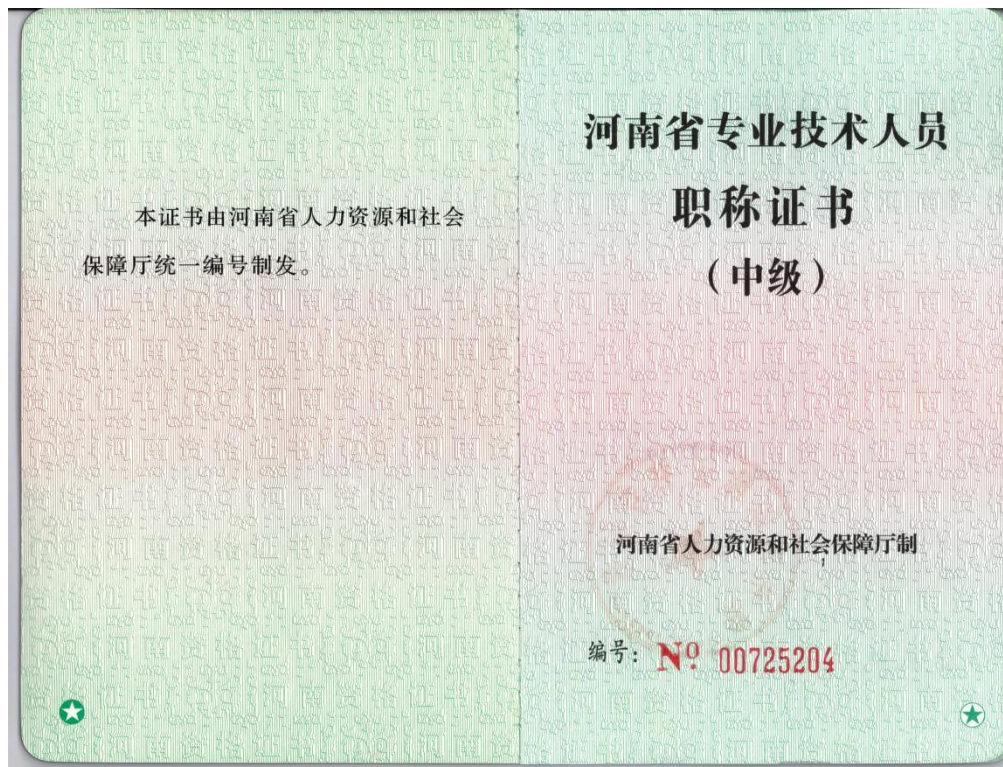 本证书由河南省人力资源和社会
保障厅统一编号制发。
河南省专业技术人员
职称证书
（中级）
河南省人力资源和社会保障厅制
编号：Nº 00725204